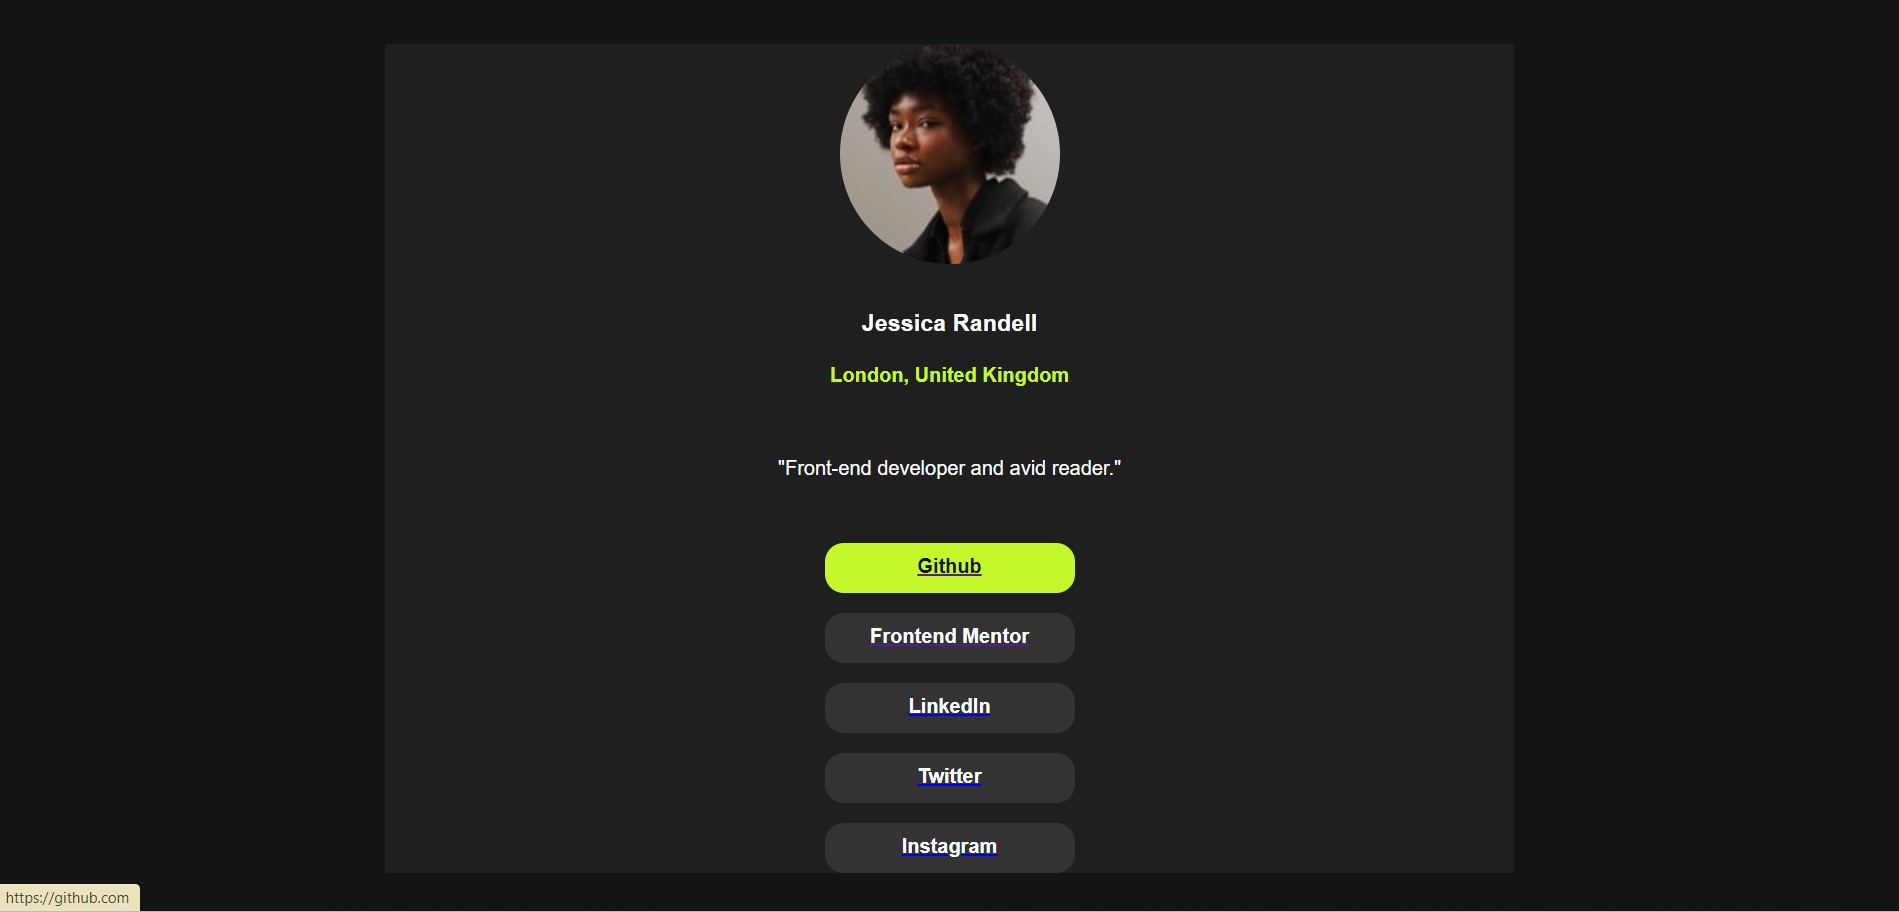 Jessica Randell
London, United Kingdom
"Front-end developer and avid reader."
Github
Frontend Mentor
LinkedIn
Twitter
Instagram
https://github.com